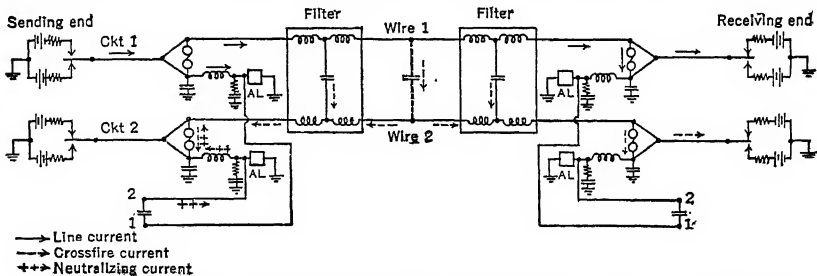 Sending end
Filter
Wire 1
Filter
Receiving end
Ckt 1
AL
AL
Ckt 2
Wire 2
AL
AL
2
1
2
1
Line current
Crossfire current
Neutralizing current